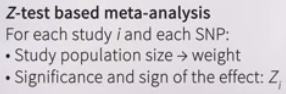 Z-test based meta-analysis
For each study i and each SNP:
• Study population size → weight
• Significance and sign of the effect: Zi